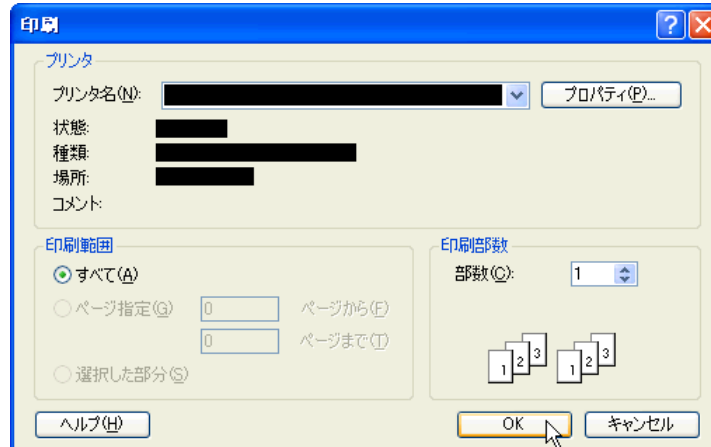 印刷
プリンタ
プリンタ名(N):
プロパティ(P)...
状態:
種類:
場所:
コメント:
印刷範囲
すべて(A)
ページ指定(G) 0 ページから(F)
0 ページまで(T)
選択した部分(S)
印刷部数
部数(C): 1
1 2 3 1 2 3
ヘルプ(H)
OK
キャンセル